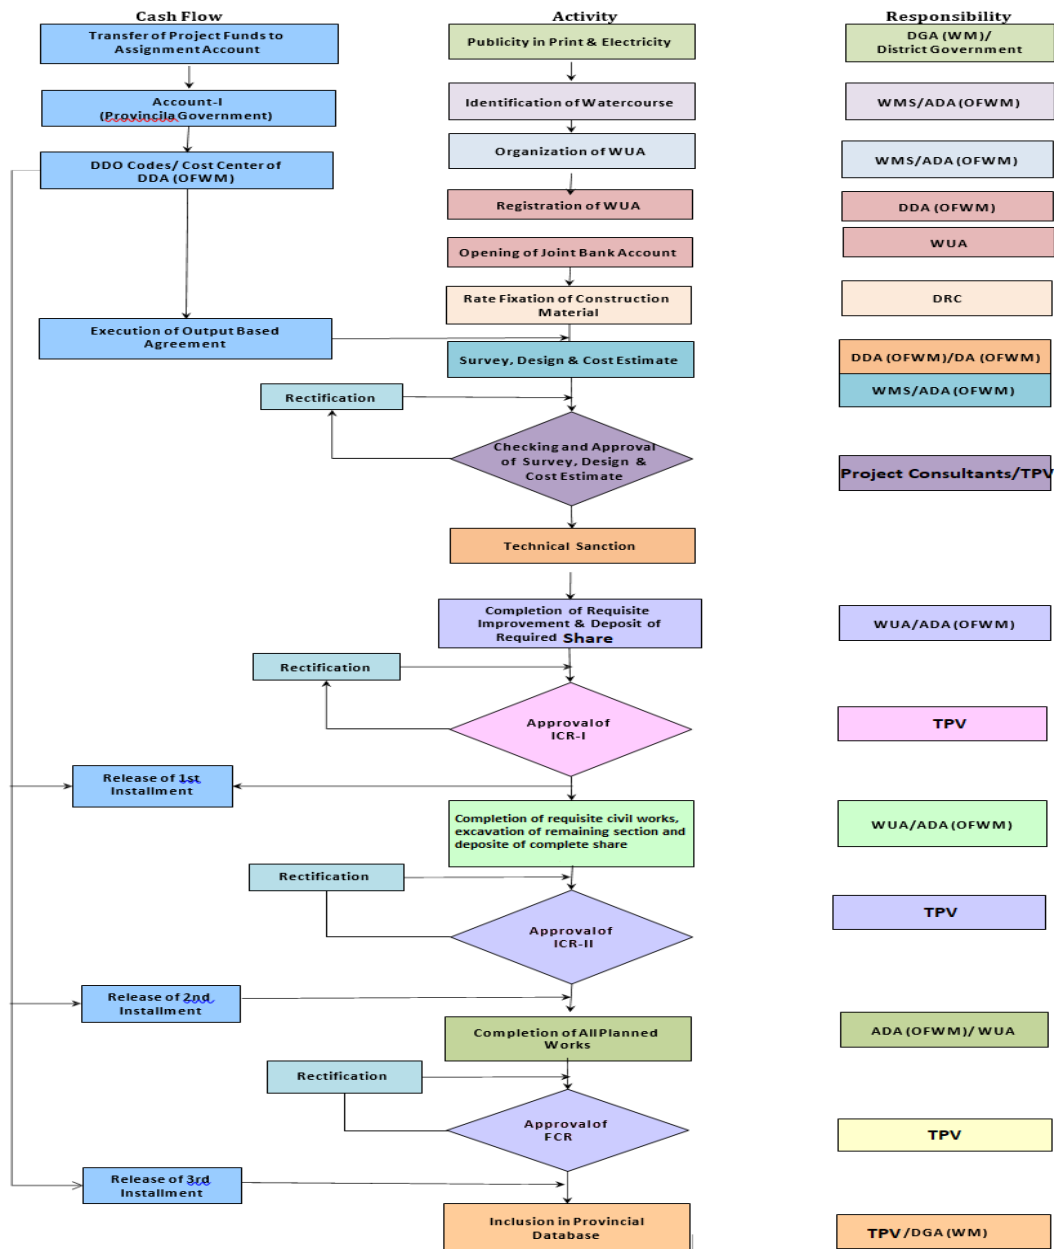 Cash Flow
Activity
Responsibility
Transfer of Project Funds to
Assignment Account
Publicity in Print & Electricity
DGA (WM)/
District Government
Account-I
(Provincila Government)
Identification of Watercourse
WMS/ADA (OFWM)
DDO Codes/ Cost Center of
DDA (OFWM)
Organization of WUA
WMS/ADA (OFWM)
Registration of WUA
DDA (OFWM)
WUA
Opening of Joint Bank Account
Rate Fixation of Construction
Material
DRC
Execution of Output Based
Agreement
Survey, Design & Cost Estimate
DDA (OFWM)/DA (OFWM)
WMS/ADA (OFWM)
Rectification
Checking and Approval
of Survey, Design &
Cost Estimate
Project Consultants/TPV
Technical Sanction
Completion of Requisite
Improvement & Deposit of
Required Share
WUA/ADA (OFWM)
Rectification
Approval of
ICR-I
TPV
Release of 1st
Installment
Completion of requisite civil works,
excavation of remaining section and
deposite of complete share
WUA/ADA (OFWM)
Rectification
Approval of
ICR-II
TPV
Release of 2nd
Installment
Completion of All Planned
Works
ADA (OFWM)/ WUA
Rectification
Approval of
FCR
TPV
Release of 3rd
Installment
Inclusion in Provincial
Database
TPV/DGA (WM)